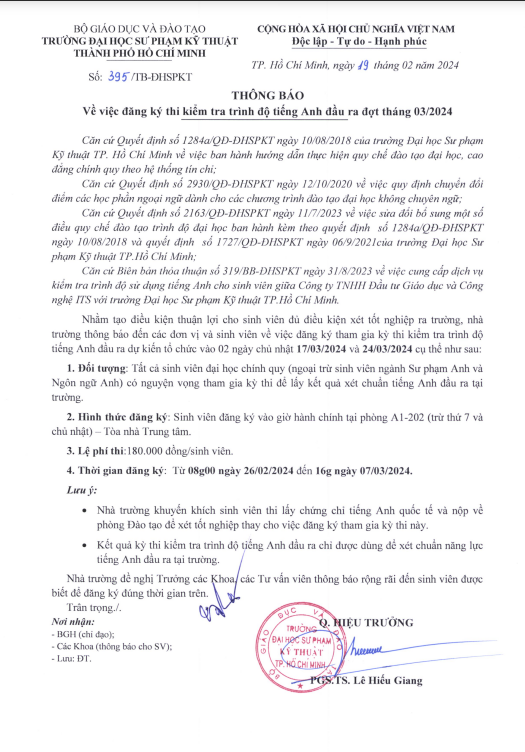 BỘ GIÁO DỤC VÀ ĐÀO TẠO
TRƯỜNG ĐẠI HỌC SƯ PHẠM KỸ THUẬT
THÀNH PHỐ HỒ CHÍ MINH
Số: 395/TB-ĐHSPKT
CỘNG HÒA XÃ HỘI CHỦ NGHĨA VIỆT NAM
Độc lập - Tự do - Hạnh phúc
TP. Hồ Chí Minh, ngày 19 tháng 02 năm 2024
THÔNG BÁO
Về việc đăng ký thi kiểm tra trình độ tiếng Anh đầu ra đợt tháng 03/2024
Căn cứ Quyết định số 1284a/QĐ-ĐHSPKT ngày 10/08/2018 của trường Đại học Sư phạm
Kỹ thuật TP. Hồ Chí Minh về việc ban hành hướng dẫn thực hiện quy chế đào tạo đại học, cao
đẳng chính quy theo hệ thống tín chỉ;
Căn cứ Quyết định số 2930/QĐ-ĐHSPKT ngày 12/10/2020 về việc quy định chuyển đổi
điểm các học phần ngoại ngữ dành cho các chương trình đào tạo đại học không chuyên ngữ;
Căn cứ Quyết định số 2163/QĐ-ĐHSPKT ngày 11/7/2023 về việc sửa đổi bổ sung một số
điều quy chế đào tạo trình độ đại học ban hành kèm theo quyết định số 1284a/QĐ-ĐHSPKT
ngày 10/08/2018 và quyết định số 1727/QĐ-ĐHSPKT ngày 06/9/2021của trường Đại học Sư
phạm Kỹ thuật TP.Hồ Chí Minh;
Căn cứ Biên bản thỏa thuận số 319/BB-ĐHSPKT ngày 31/8/2023 về việc cung cấp dịch vụ
kiểm tra trình độ sử dụng tiếng Anh cho sinh viên giữa Công ty TNHH Đầu tư Giáo dục và Công
nghệ ITS với trường Đại học Sư phạm Kỹ thuật TP.Hồ Chí Minh.
Nhằm tạo điều kiện thuận lợi cho sinh viên đủ điều kiện xét tốt nghiệp ra trường, nhà
trường thông báo đến các đơn vị và sinh viên về việc đăng ký tham gia kỳ thi kiểm tra trình độ
tiếng Anh đầu ra dự kiến tổ chức vào 02 ngày chủ nhật 17/03/2024 và 24/03/2024 cụ thể như sau:
1. Đối tượng: Tất cả sinh viên đại học chính quy (ngoại trừ sinh viên ngành Sư phạm Anh và
Ngôn ngữ Anh) có nguyện vọng tham gia kỳ thi để lấy kết quả xét chuẩn tiếng Anh đầu ra tại
trường.
2. Hình thức đăng ký: Sinh viên đăng ký vào giờ hành chính tại phòng A1-202 (trừ thứ 7 và
chủ nhật) – Tòa nhà Trung tâm.
3. Lệ phí thi:180.000 đồng/sinh viên.
4. Thời gian đăng ký: Từ 08g00 ngày 26/02/2024 đến 16g ngày 07/03/2024.
Lưu ý:
• Nhà trường khuyến khích sinh viên thi lấy chứng chỉ tiếng Anh quốc tế và nộp về
phòng Đào tạo để xét tốt nghiệp thay cho việc đăng ký tham gia kỳ thi này.
• Kết quả kỳ thi kiểm tra trình độ tiếng Anh đầu ra chỉ được dùng để xét chuẩn năng lực
tiếng Anh đầu ra tại trường.
Nhà trường đề nghị Trưởng các Khoa, các Tư vấn viên thông báo rộng rãi đến sinh viên được
biết để đăng ký đúng thời gian trên.
Trân trọng./.
Nơi nhận:
- BGH (chỉ đạo);
- Các Khoa (thông báo cho SV);
- Lưu: ĐT.
Q. HIỆU TRƯỞNG
BỘ GIÁO DỤC VÀ ĐÀO TẠO
TRƯỜNG
ĐẠI HỌC SƯ PHẠM
KỸ THUẬT
TP. HỒ CHÍ MINH
PGS.TS. Lê Hiếu Giang